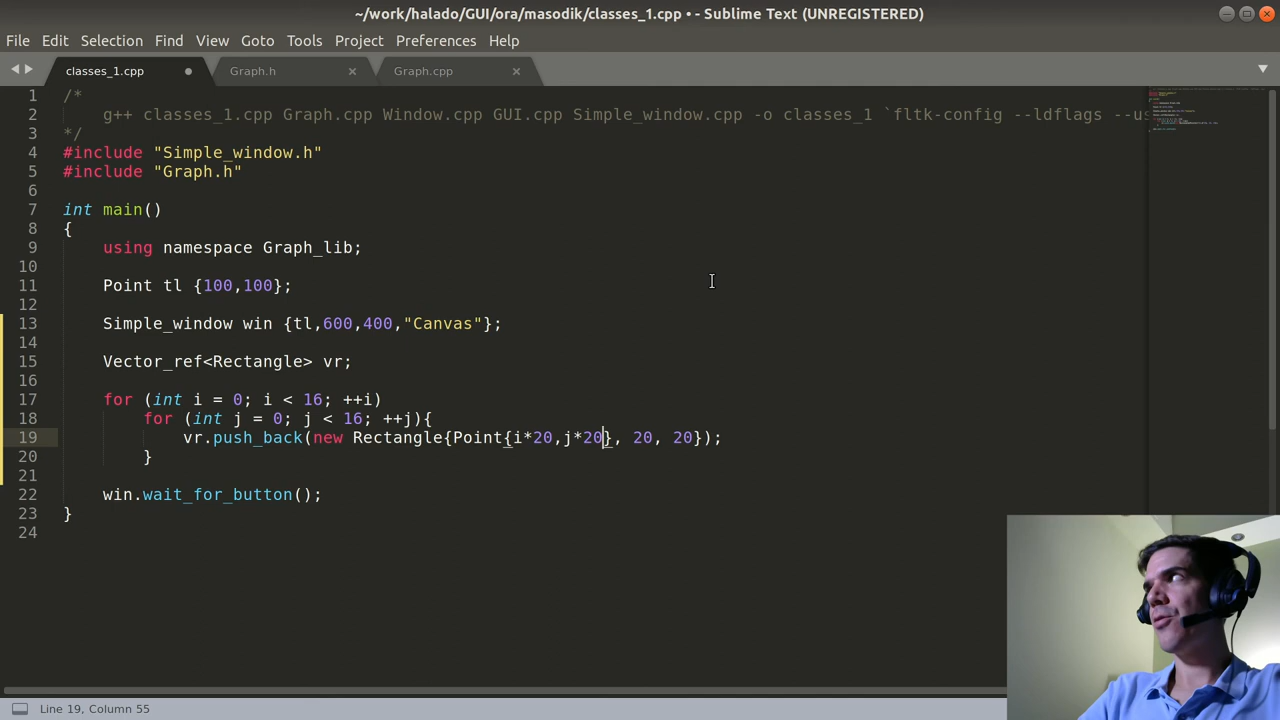 ~/work/halado/GUI/ora/masodik/classes_1.cpp • - Sublime Text (UNREGISTERED)
File Edit Selection Find View Goto Tools Project Preferences Help
classes_1.cpp Graph.h Graph.cpp
1 /*
2 g++ classes_1.cpp Graph.cpp Window.cpp GUI.cpp Simple_window.cpp -o classes_1 `fltk-config --ldflags --us
3 */
4 #include "Simple_window.h"
5 #include "Graph.h"
6
7 int main()
8 {
9 using namespace Graph_lib;
10
11 Point tl {100,100};
12
13 Simple_window win {tl,600,400,"Canvas"};
14
15 Vector_ref<Rectangle> vr;
16
17 for (int i = 0; i < 16; ++i)
18 for (int j = 0; j < 16; ++j){
19 vr.push_back(new Rectangle{Point{i*20,j*20}, 20, 20});
20 }
21
22 win.wait_for_button();
23 }
24
Line 19, Column 55